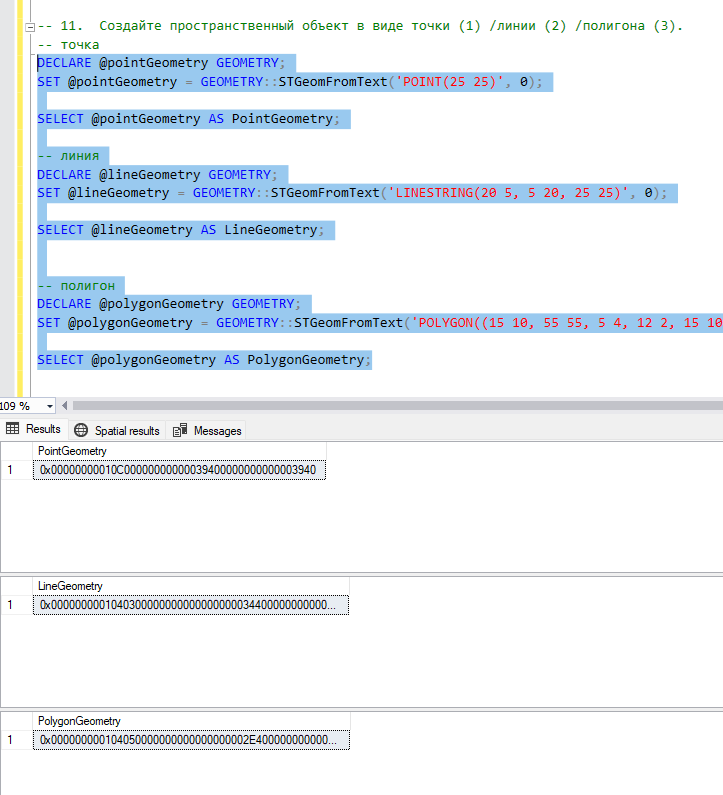 -- 11.  Создайте пространственный объект в виде точки (1) /линии (2) /полигона (3).
-- точка
DECLARE @pointGeometry GEOMETRY;
SET @pointGeometry = GEOMETRY::STGeomFromText('POINT(25 25)', 0);
SELECT @pointGeometry AS PointGeometry;
-- линия
DECLARE @lineGeometry GEOMETRY;
SET @lineGeometry = GEOMETRY::STGeomFromText('LINESTRING(20 5, 5 20, 25 25)', 0);
SELECT @lineGeometry AS LineGeometry;
-- полигон
DECLARE @polygonGeometry GEOMETRY;
SET @polygonGeometry = GEOMETRY::STGeomFromText('POLYGON((15 10, 55 55, 5 4, 12 2, 15 10
SELECT @polygonGeometry AS PolygonGeometry;
109 %
Results Spatial results Messages
PointGeometry
1 0x00000000010C00000000000039400000000000003940
LineGeometry
1 0x00000000010403000000000000000000034400000000000...
PolygonGeometry
1 0x0000000001040500000000000000000002E400000000000...